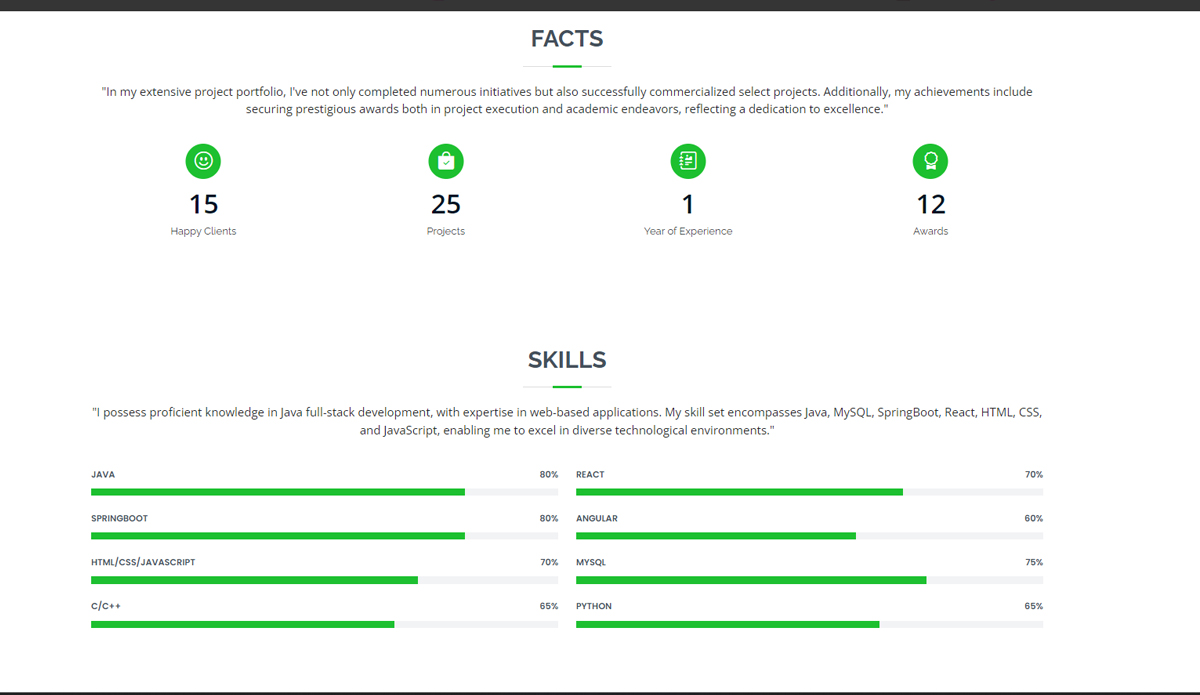 FACTS
"In my extensive project portfolio, I've not only completed numerous initiatives but also successfully commercialized select projects. Additionally, my achievements include
securing prestigious awards both in project execution and academic endeavors, reflecting a dedication to excellence."
15
Happy Clients
25
Projects
1
Year of Experience
12
Awards
SKILLS
"I possess proficient knowledge in Java full-stack development, with expertise in web-based applications. My skill set encompasses Java, MySQL, SpringBoot, React, HTML, CSS,
and JavaScript, enabling me to excel in diverse technological environments."
JAVA 80%
REACT 70%
SPRINGBOOT 80%
ANGULAR 60%
HTML/CSS/JAVASCRIPT 70%
MYSQL 75%
C/C++ 65%
PYTHON 65%